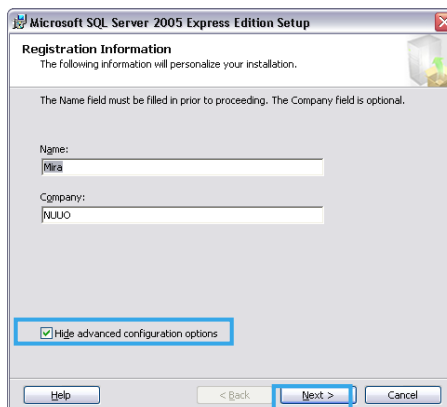 Microsoft SQL Server 2005 Express Edition Setup
Registration Information
The following information will personalize your installation.
The Name field must be filled in prior to proceeding. The Company field is optional.
Name:
Mira
Company:
NUUO
Hide advanced configuration options
Help < Back Next > Cancel